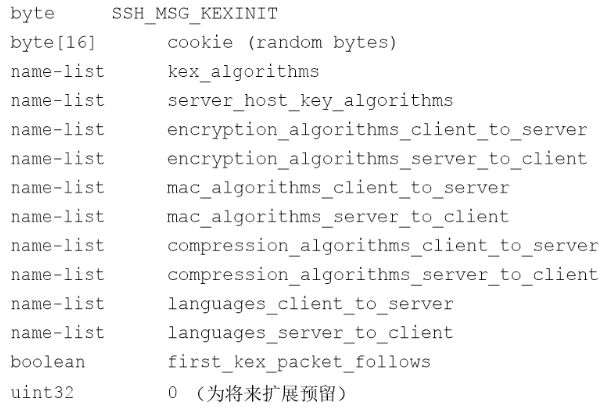 byte SSH_MSG_KEXINIT
byte[16] cookie (random bytes)
name-list kex_algorithms
name-list server_host_key_algorithms
name-list encryption_algorithms_client_to_server
name-list encryption_algorithms_server_to_client
name-list mac_algorithms_client_to_server
name-list mac_algorithms_server_to_client
name-list compression_algorithms_client_to_server
name-list compression_algorithms_server_to_client
name-list languages_client_to_server
name-list languages_server_to_client
boolean first_kex_packet_follows
uint32 0 （为将来扩展预留）